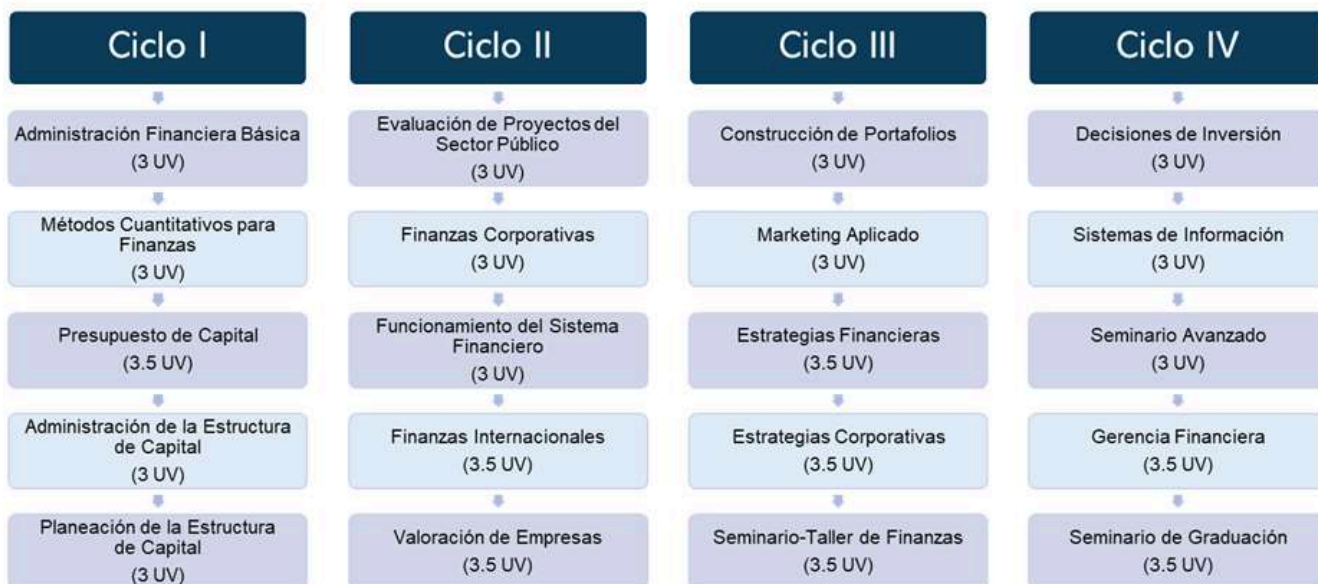 Ciclo I
Administración Financiera Básica
(3 UV)
Métodos Cuantitativos para
Finanzas
(3 UV)
Presupuesto de Capital
(3.5 UV)
Administración de la Estructura
de Capital
(3 UV)
Planeación de la Estructura
de Capital
(3 UV)
Ciclo II
Evaluación de Proyectos del
Sector Público
(3 UV)
Finanzas Corporativas
(3 UV)
Funcionamiento del Sistema
Financiero
(3 UV)
Finanzas Internacionales
(3.5 UV)
Valoración de Empresas
(3.5 UV)
Ciclo III
Construcción de Portafolios
(3 UV)
Marketing Aplicado
(3 UV)
Estrategias Financieras
(3.5 UV)
Estrategias Corporativas
(3.5 UV)
Seminario-Taller de Finanzas
(3.5 UV)
Ciclo IV
Decisiones de Inversión
(3 UV)
Sistemas de Información
(3 UV)
Seminario Avanzado
(3 UV)
Gerencia Financiera
(3.5 UV)
Seminario de Graduación
(3.5 UV)